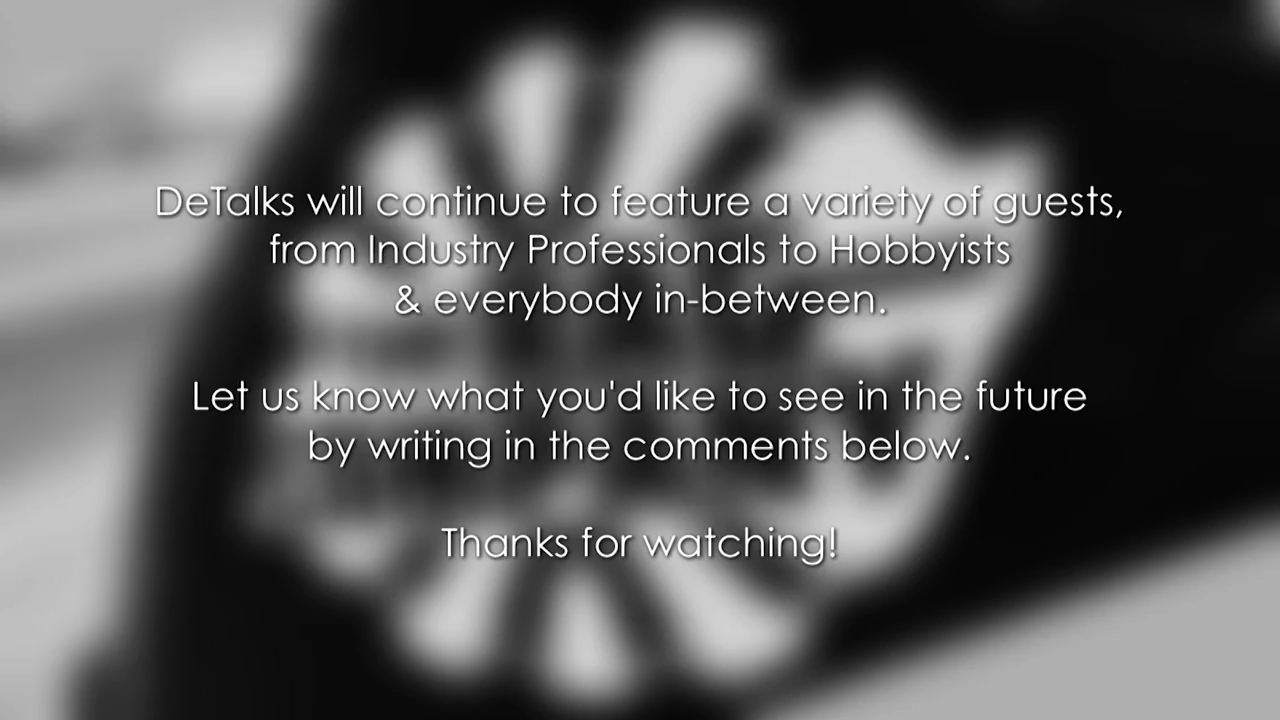 DeTalks will continue to feature a variety of guests,
from Industry Professionals to Hobbyists
& everybody in-between.
Let us know what you'd like to see in the future
by writing in the comments below.
Thanks for watching!